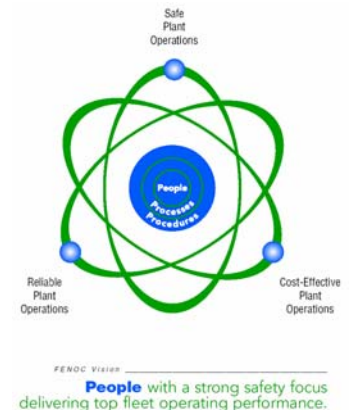 Safe
Plant
Operations
People
Processes
Procedures
Reliable
Plant
Operations
Cost-Effective
Plant
Operations
FENOC Vision
People with a strong safety focus
delivering top fleet operating performance.